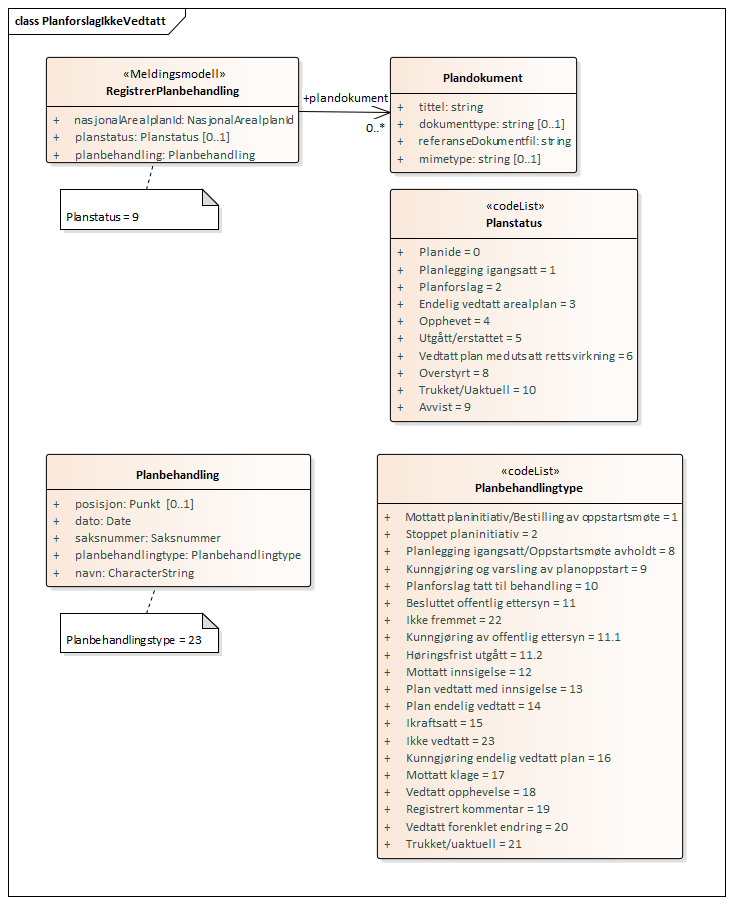 class PlanforslagIkkeVedtatt
«Meldingsmodell»
RegistrerPlanbehandling
+ nasjonalArealplanId: NasjonalArealplanId
+ planstatus: Planstatus [0..1]
+ planbehandling: Planbehandling
+plandokument
0..*
Plandokument
+ tittel: string
+ dokumenttype: string [0..1]
+ referanseDokumentfil: string
+ mimetype: string [0..1]
Planstatus = 9
«codeList»
Planstatus
+ Planide = 0
+ Planlegging igangsatt = 1
+ Planforslag = 2
+ Endelig vedtatt arealplan = 3
+ Opphevet = 4
+ Utgått/erstattet = 5
+ Vedtatt plan med utsatt rettsvirkning = 6
+ Overstyrt = 8
+ Trukket/Uaktuell = 10
+ Avvist = 9
Planbehandling
+ posisjon: Punkt [0..1]
+ dato: Date
+ saksnummer: Saksnummer
+ planbehandlingtype: Planbehandlingtype
+ navn: CharacterString
Planbehandlingstype = 23
«codeList»
Planbehandlingtype
+ Mottatt planinitiativ/Bestilling av oppstartsmøte = 1
+ Stoppet planinitiativ = 2
+ Planlegging igangsatt/Oppstartsmøte avholdt = 8
+ Kunngjøring og varsling av planoppstart = 9
+ Planforslag tatt til behandling = 10
+ Besluttet offentlig ettersyn = 11
+ Ikke fremmet = 22
+ Kunngjøring av offentlig ettersyn = 11.1
+ Høringsfrist utgått = 11.2
+ Mottatt innsigelse = 12
+ Plan vedtatt med innsigelse = 13
+ Plan endelig vedtatt = 14
+ Ikraftsatt = 15
+ Ikke vedtatt = 23
+ Kunngjøring endelig vedtatt plan = 16
+ Mottatt klage = 17
+ Vedtatt opphevelse = 18
+ Registrert kommentar = 19
+ Vedtatt forenklet endring = 20
+ Trukket/uaktuell = 21